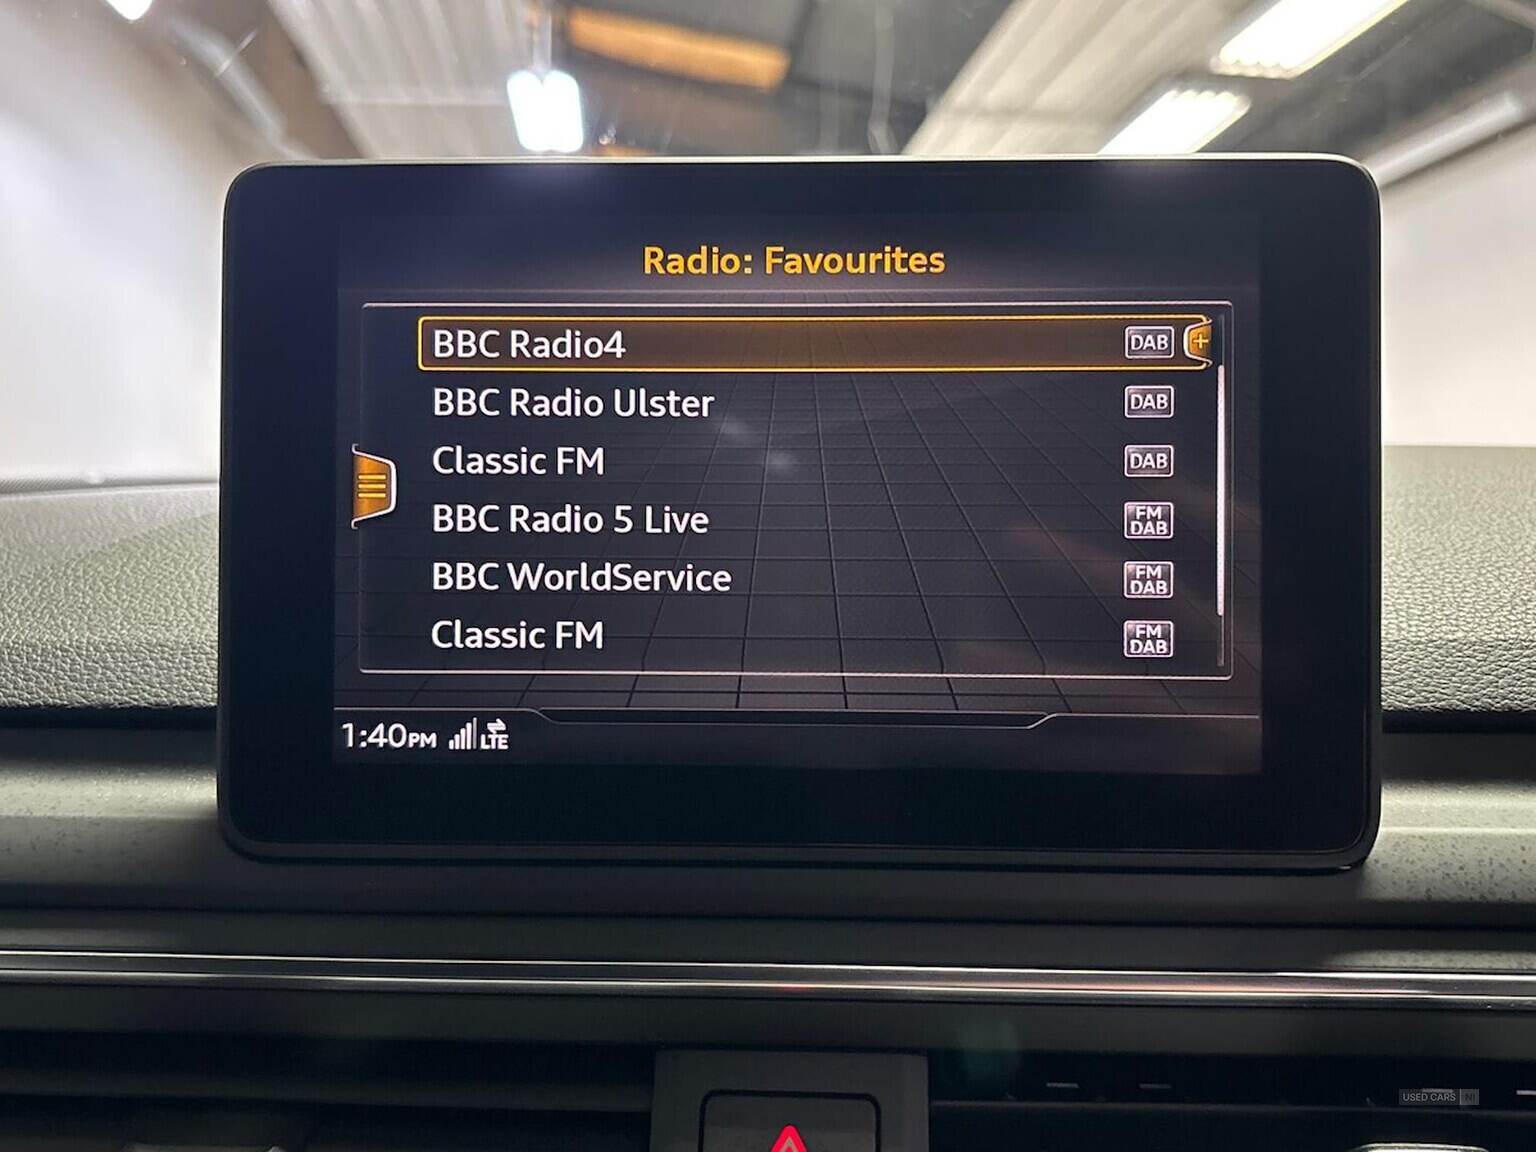 Radio: Favourites
BBC Radio4 DAB +
BBC Radio Ulster DAB
Classic FM DAB
BBC Radio 5 Live FM DAB
BBC WorldService FM DAB
Classic FM FM DAB
1:40PM LTE
USED CARS NI